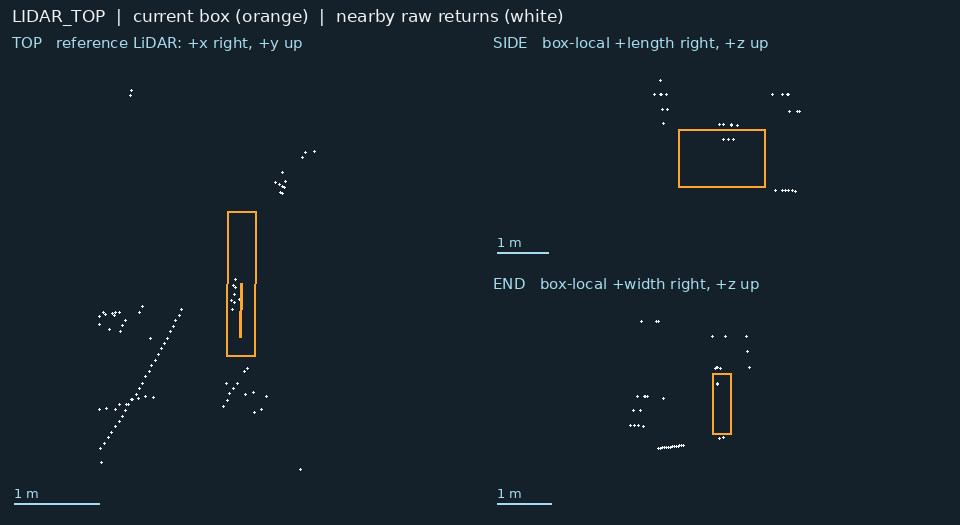 LIDAR_TOP | current box (orange) | nearby raw returns (white)
TOP reference LiDAR: +x right, +y up
SIDE box-local +length right, +z up
1 m
END box-local +width right, +z up
1 m
1 m